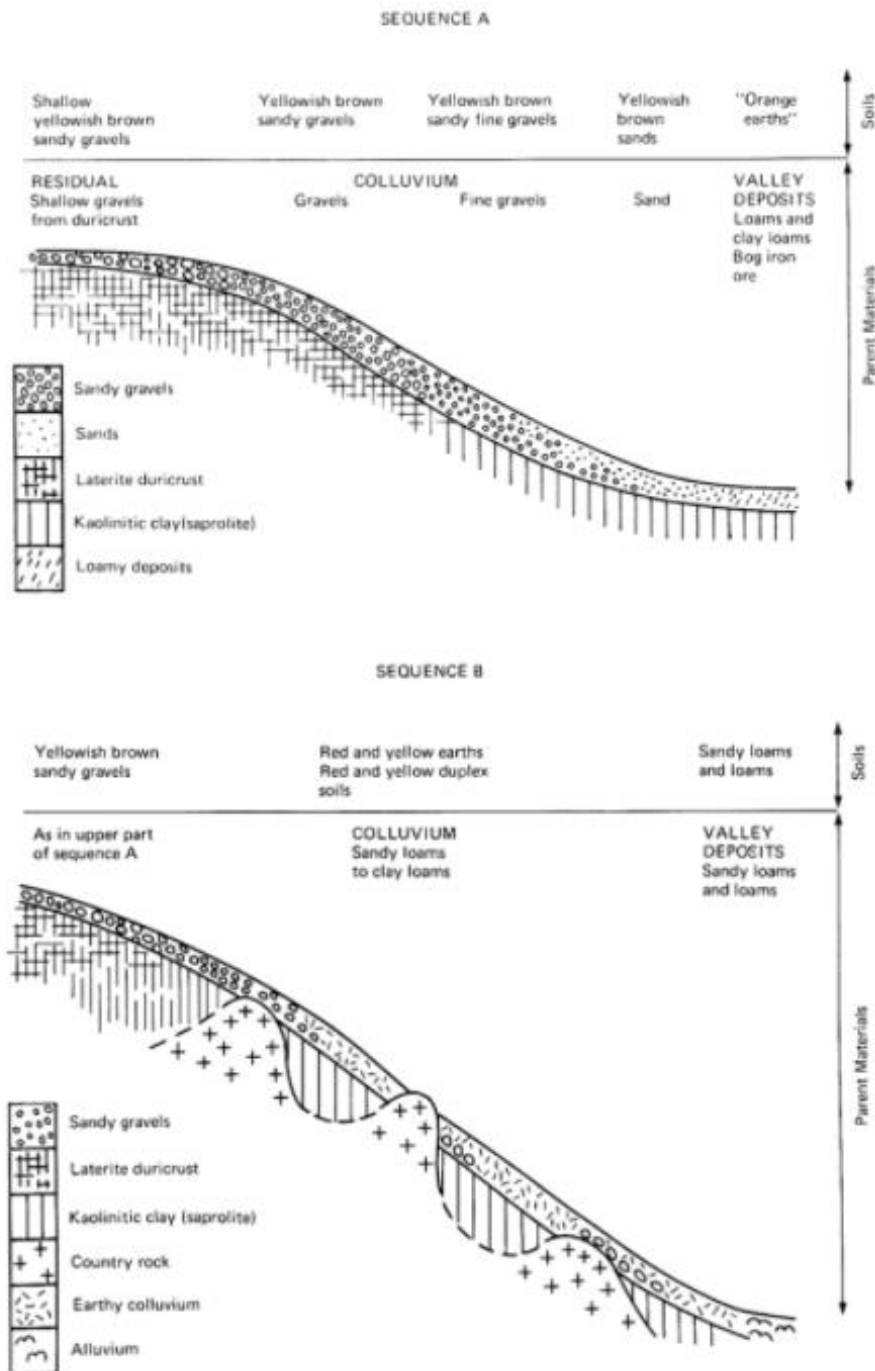 SEQUENCE A
Shallow
yellowish brown
sandy gravels
Yellowish brown
sandy gravels
Yellowish brown
sandy fine gravels
Yellowish
brown
sands
"Orange
earths"
Soils
RESIDUAL
Shallow gravels
from duricrust
COLLUVIUM
Gravels
Fine gravels
Sand
VALLEY
DEPOSITS
Loams and
clay loams
Bog iron
ore
Parent Materials
Sandy gravels
Sands
Laterite duricrust
Kaolinitic clay(saprolite)
Loamy deposits
SEQUENCE B
Yellowish brown
sandy gravels
Red and yellow earths
Red and yellow duplex
soils
Sandy loams
and loams
Soils
As in upper part
of sequence A
COLLUVIUM
Sandy loams
to clay loams
VALLEY
DEPOSITS
Sandy loams
and loams
Parent Materials
Sandy gravels
Laterite duricrust
Kaolinitic clay (saprolite)
Country rock
Earthy colluvium
Alluvium